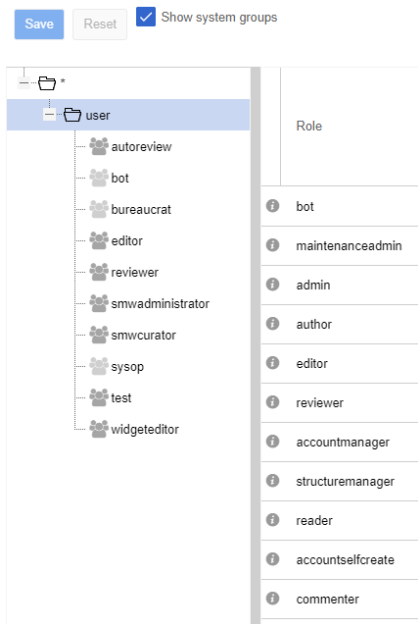 Save
Reset
Show system groups
*
user
autoreview
bot
bureaucrat
editor
reviewer
smwadministrator
smwcurator
sysop
test
widgeteditor
Role
bot
maintenanceadmin
admin
author
editor
reviewer
accountmanager
structuremanager
reader
accountselfcreate
commenter